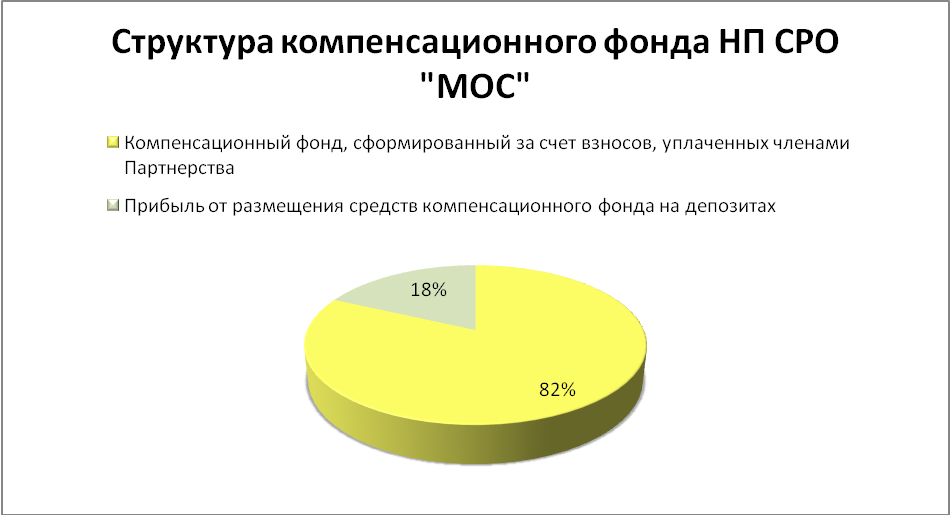 Структура компенсационного фонда НП СРО
"МОС"
Компенсационный фонд, сформированный за счет взносов, уплаченных членами
Партнерства
Прибыль от размещения средств компенсационного фонда на депозитах
18%
82%